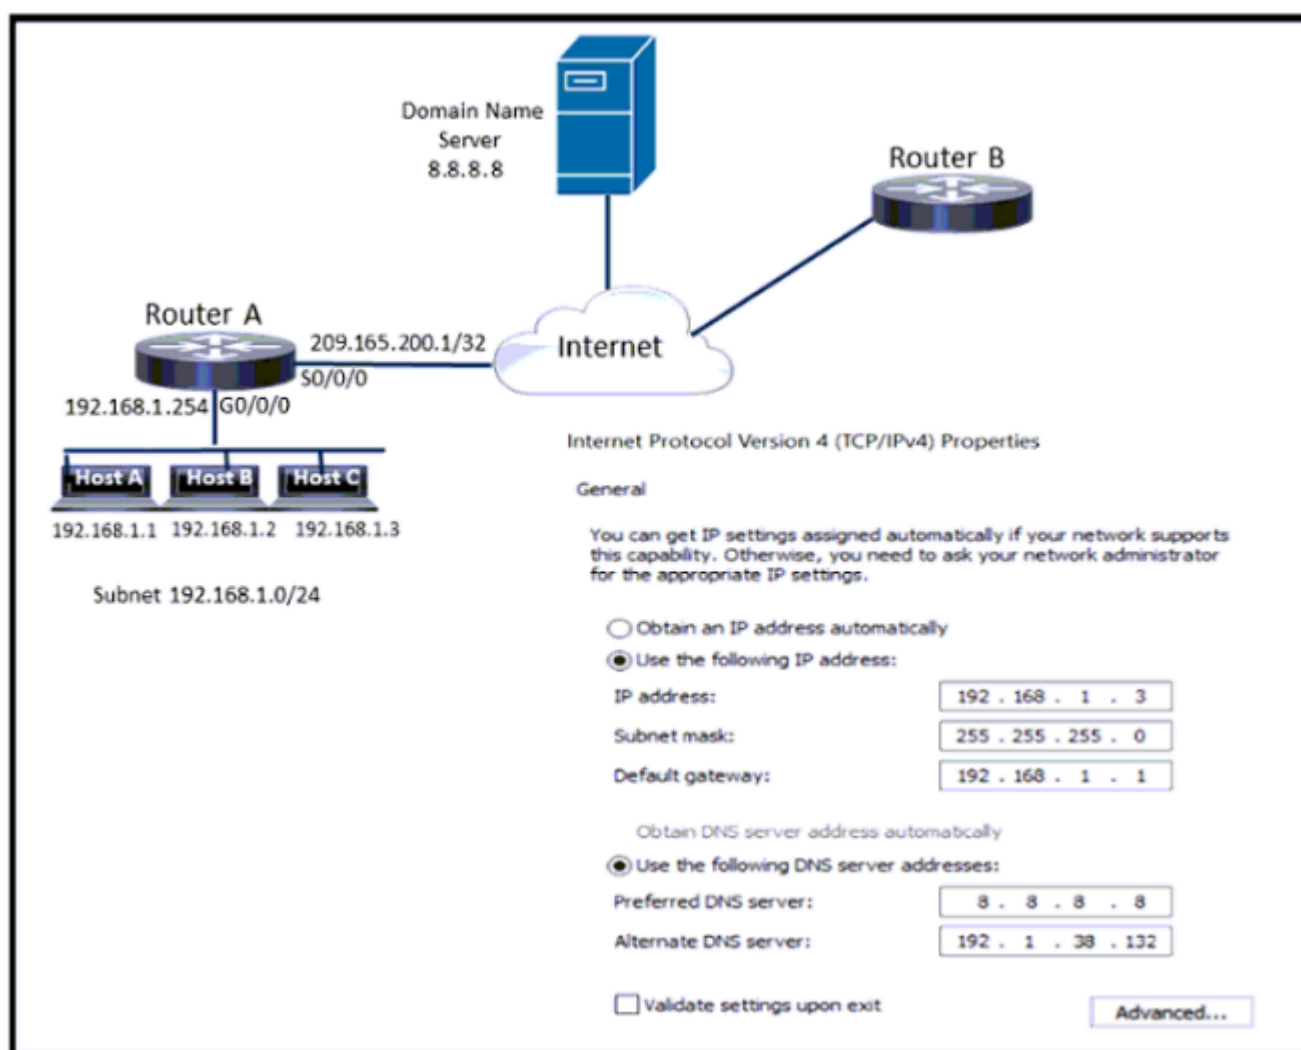 Domain Name
Server
8.8.8.8
Router B
Router A
209.165.200.1/32
Internet
S0/0/0
192.168.1.254 G0/0/0
Host A Host B Host C
192.168.1.1 192.168.1.2 192.168.1.3
Subnet 192.168.1.0/24
Internet Protocol Version 4 (TCP/IPv4) Properties
General
You can get IP settings assigned automatically if your network supports
this capability. Otherwise, you need to ask your network administrator
for the appropriate IP settings.
Obtain an IP address automatically
Use the following IP address:
IP address: 192 . 168 . 1 . 3
Subnet mask: 255 . 255 . 255 . 0
Default gateway: 192 . 168 . 1 . 1
Obtain DNS server address automatically
Use the following DNS server addresses:
Preferred DNS server: 8 . 8 . 8 . 8
Alternate DNS server: 192 . 1 . 38 . 132
Validate settings upon exit
Advanced...